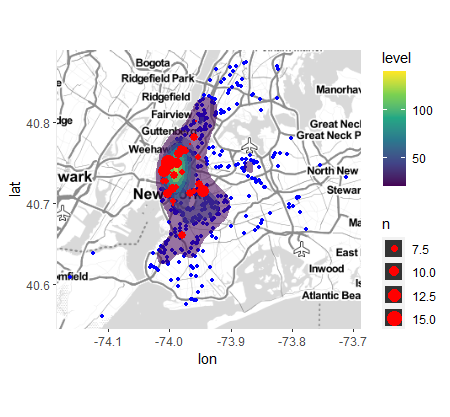 Bogota
Ridgefield Park
Ridgefield
Fairview
Guttenberg
Weehaw
Manorhav
Great Nec
Great Neck P
North New
Stewar
wark
New
Ma
East
Inwood
Atlantic Bea
mfield
dge
40.8
40.7
40.6
-74.1
-74.0
-73.9
-73.8
-73.7
lon
lat
level
100
50
n
7.5
10.0
12.5
15.0